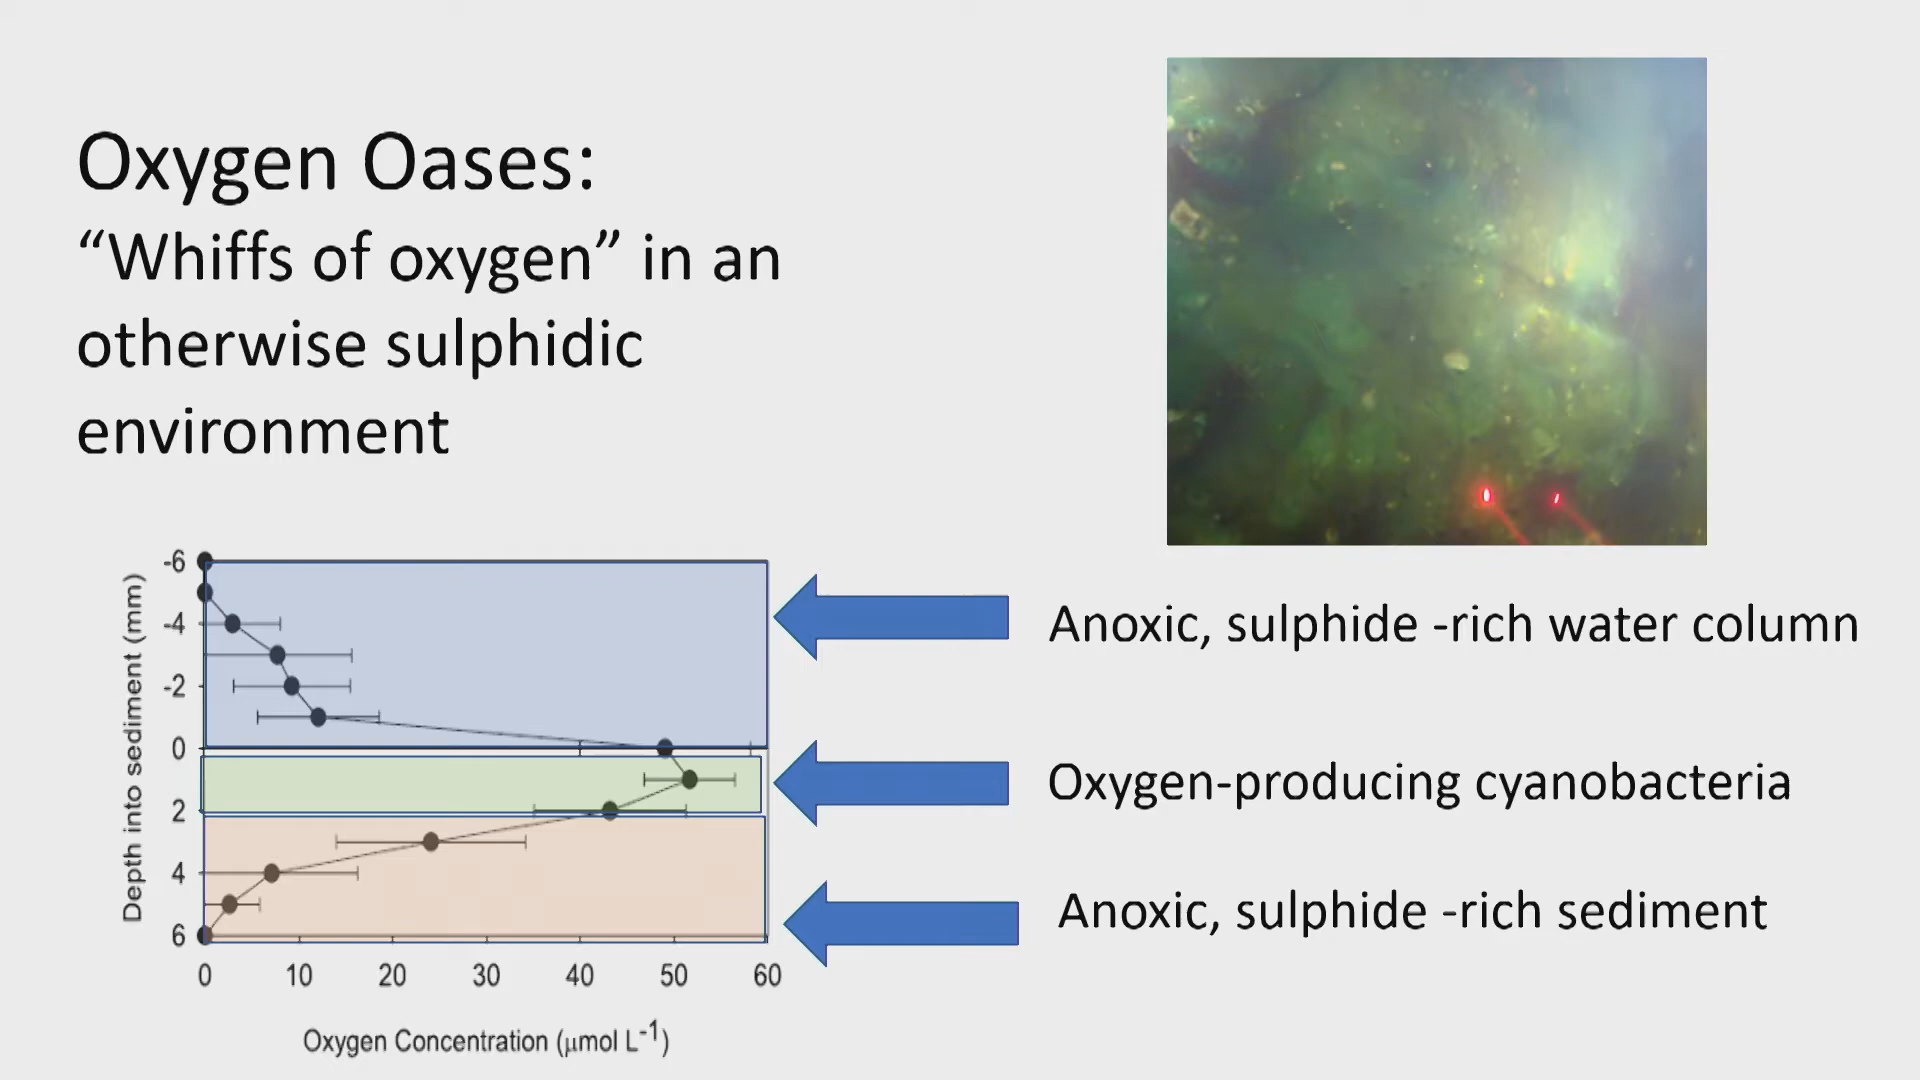 Oxygen Oases:
“Whiffs of oxygen” in an
otherwise sulphidic
environment
Depth into sediment (mm)
-6
-4
-2
0
2
4
6
0 10 20 30 40 50 60
Oxygen Concentration (μmol L-1)
Anoxic, sulphide -rich water column
Oxygen-producing cyanobacteria
Anoxic, sulphide -rich sediment